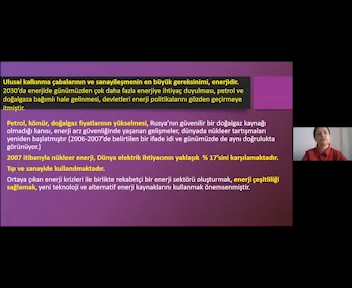 Ulusal kalkınma çabalarının ve sanayileşmenin en büyük gereksinimi, enerjidir.
2030'da enerjide günümüzden çok daha fazla enerjiye ihtiyaç duyulması, petrol ve
doğalgaza bağımlı hale gelinmesi, devletleri enerji politikalarını gözden geçirmeye
itmiştir.
Petrol, kömür, doğalgaz fiyatlarının yükselmesi, Rusya'nın güvenilir bir doğalgaz kaynağı
olmadığı kanısı, enerji arz güvenliğinde yaşanan gelişmeler, dünyada nükleer tartışmaları
yeniden başlatmıştır (2006-2007'de belirtilen bir ifade idi ve günümüzde de aynı doğrulukta
görünüyor.)
2007 itibarıyla nükleer enerji, Dünya elektrik ihtiyacının yaklaşık % 17'sini karşılamaktadır.
Tıp ve sanayide kullanılmaktadır.
Ortaya çıkan enerji krizleri ile birlikte rekabetçi bir enerji sektörü oluşturmak, enerji çeşitliliği
sağlamak, yeni teknoloji ve alternatif enerji kaynaklarını kullanmak önemsenmiştir.